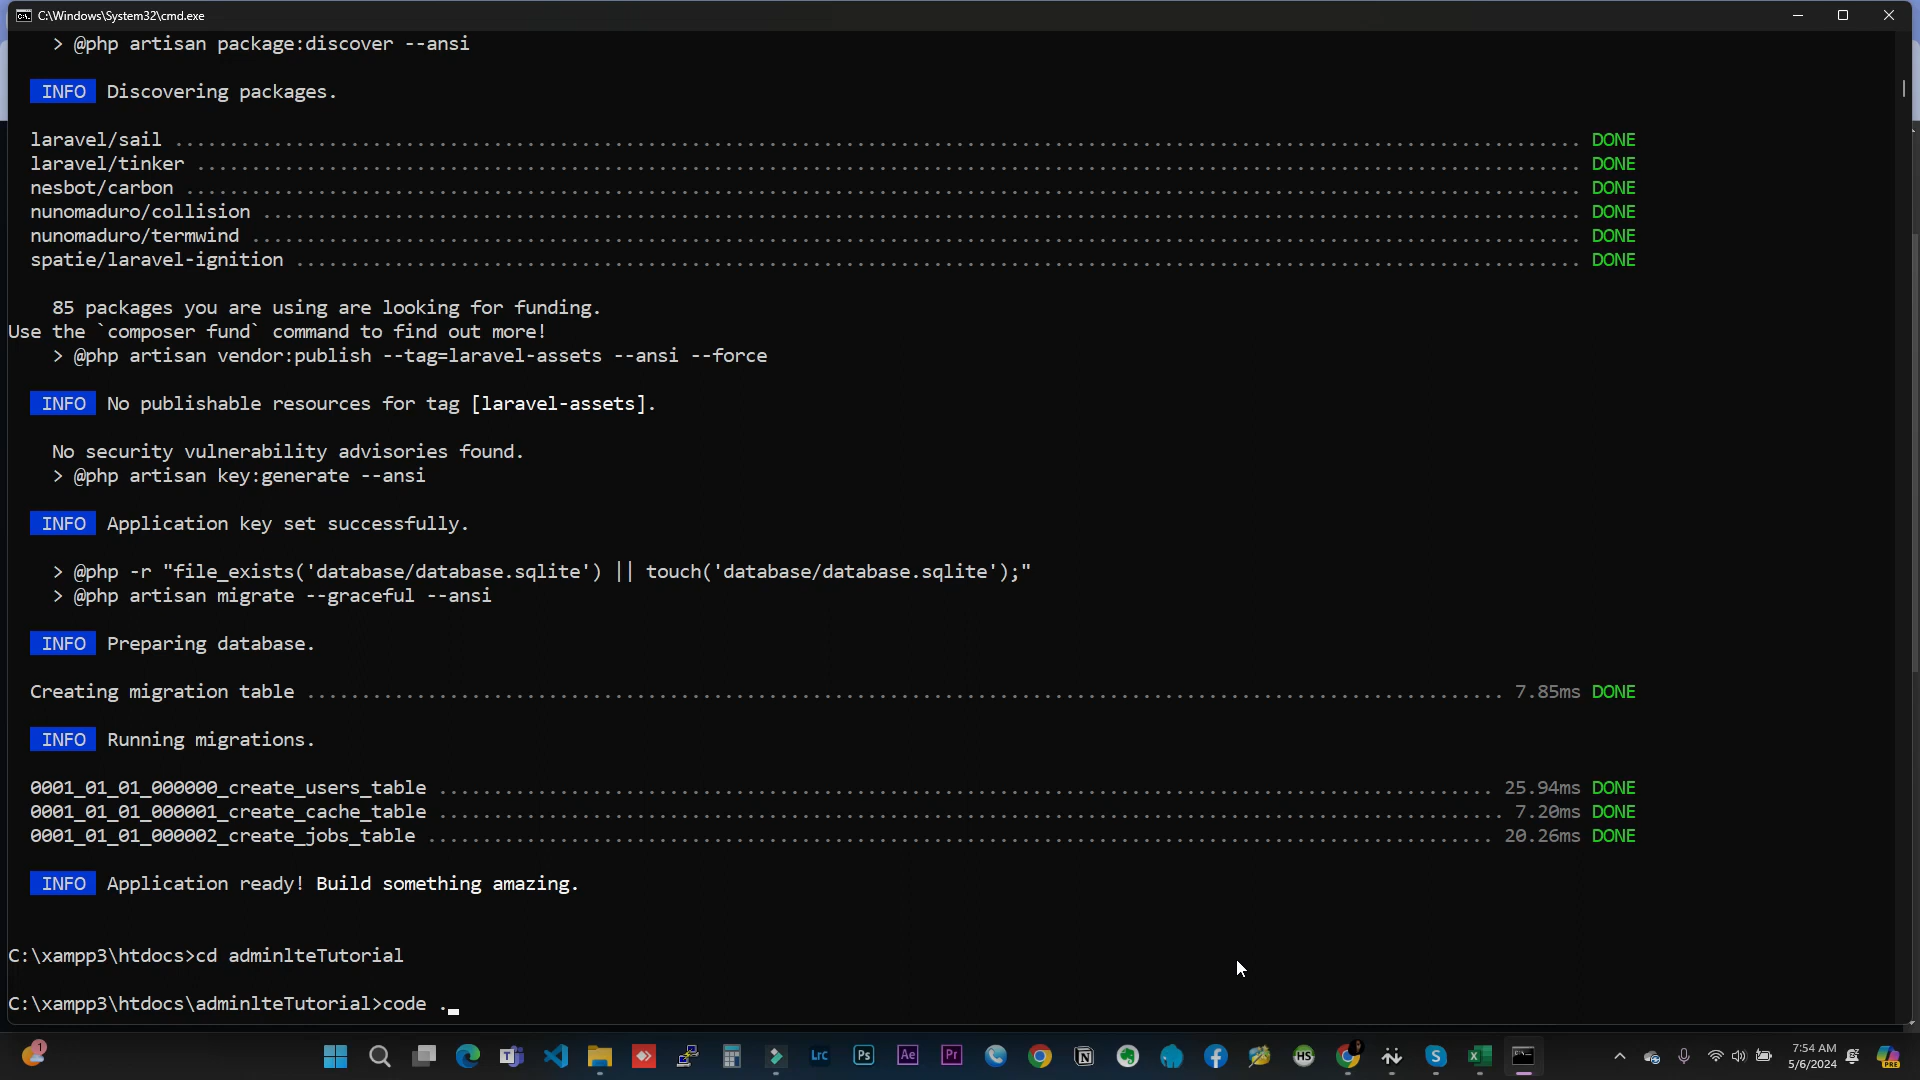 C:\Windows\System32\cmd.exe
> @php artisan package:discover --ansi
INFO Discovering packages.
laravel/sail ........................................................................ DONE
laravel/tinker ........................................................................ DONE
nesbot/carbon ........................................................................ DONE
nunomaduro/collision ........................................................................ DONE
nunomaduro/termwind ........................................................................ DONE
spatie/laravel-ignition ........................................................................ DONE
85 packages you are using are looking for funding.
Use the `composer fund` command to find out more!
> @php artisan vendor:publish --tag=laravel-assets --ansi --force
INFO No publishable resources for tag [laravel-assets].
No security vulnerability advisories found.
> @php artisan key:generate --ansi
INFO Application key set successfully.
> @php -r "file_exists('database/database.sqlite') || touch('database/database.sqlite');"
> @php artisan migrate --graceful --ansi
INFO Preparing database.
Creating migration table ........................................................................ 7.85ms DONE
INFO Running migrations.
0001_01_01_000000_create_users_table ........................................................................ 25.94ms DONE
0001_01_01_000001_create_cache_table ........................................................................ 7.20ms DONE
0001_01_01_000002_create_jobs_table ........................................................................ 20.26ms DONE
INFO Application ready! Build something amazing.
C:\xampp3\htdocs>cd adminlteTutorial
C:\xampp3\htdocs\adminlteTutorial>code .
1
Lrc
Ps
Ae
Pr
HS
7:54 AM
5/6/2024
PRE